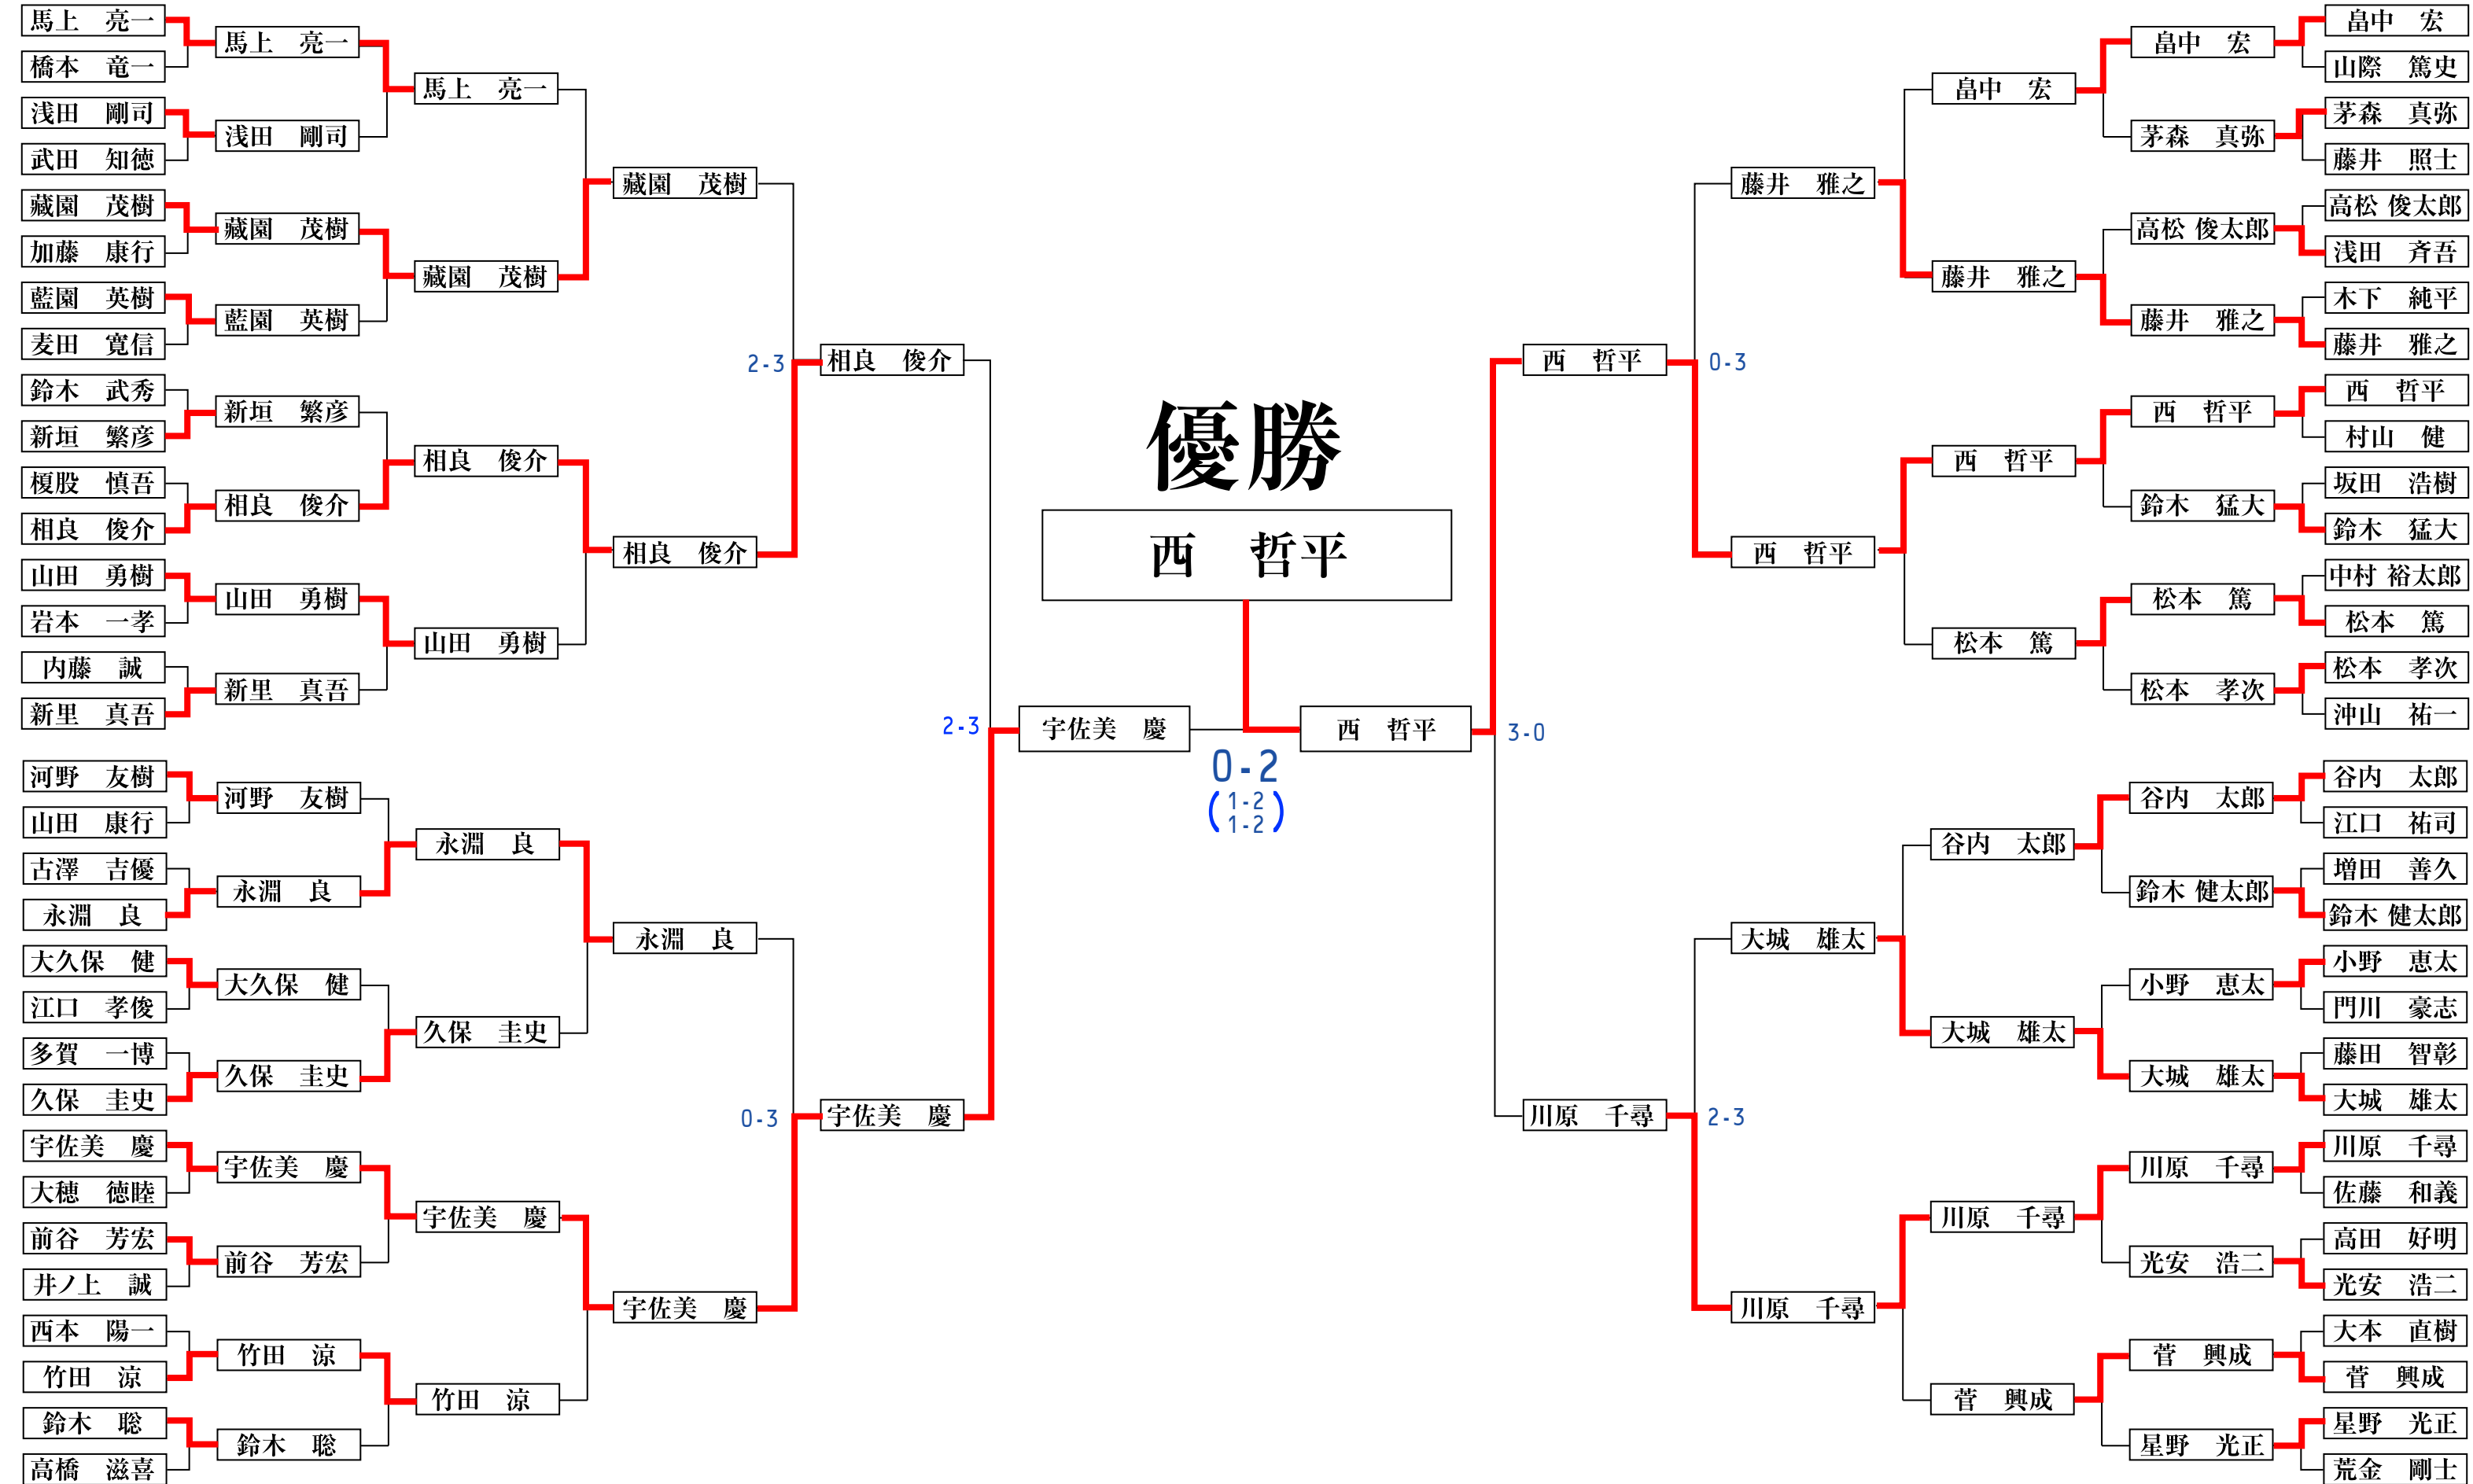 馬上　亮一
橋本　竜一
浅田　剛司
武田　知徳
藏園　茂樹
加藤　康行
藍園　英樹
麦田　寛信
鈴木　武秀
新垣　繁彦
榎股　慎吾
相良　俊介
山田　勇樹
岩本　一孝
内藤　誠
新里　真吾
河野　友樹
山田　康行
古澤　吉優
永淵　良
大久保　健
江口　孝俊
多賀　一博
久保　圭史
宇佐美　慶
大穂　徳睦
前谷　芳宏
井ノ上　誠
西本　陽一
竹田　涼
鈴木　聡
高橋　滋喜
馬上　亮一
浅田　剛司
藏園　茂樹
藍園　英樹
新垣　繁彦
相良　俊介
山田　勇樹
新里　真吾
河野　友樹
永淵　良
大久保　健
久保　圭史
宇佐美　慶
前谷　芳宏
竹田　涼
鈴木　聡
馬上　亮一
藏園　茂樹
相良　俊介
山田　勇樹
永淵　良
久保　圭史
宇佐美　慶
竹田　涼
藏園　茂樹
相良　俊介
永淵　良
宇佐美　慶
2-3
相良　俊介
0-3
宇佐美　慶
2-3
宇佐美　慶
優勝
西　哲平
0-2
(1-2
1-2)
西　哲平
3-0
西　哲平
0-3
川原　千尋
2-3
藤井　雅之
西　哲平
大城　雄太
川原　千尋
畠中　宏
藤井　雅之
西　哲平
松本　篤
谷内　太郎
大城　雄太
川原　千尋
菅　興成
畠中　宏
茅森　真弥
高松 俊太郎
藤井　雅之
西　哲平
鈴木　猛大
松本　篤
松本　孝次
谷内　太郎
鈴木 健太郎
小野　恵太
大城　雄太
川原　千尋
光安　浩二
菅　興成
星野　光正
畠中　宏
山際　篤史
茅森　真弥
藤井　照士
高松 俊太郎
浅田　斉吾
木下　純平
藤井　雅之
西　哲平
村山　健
坂田　浩樹
鈴木　猛大
中村 裕太郎
松本　篤
松本　孝次
沖山　祐一
谷内　太郎
江口　祐司
増田　善久
鈴木 健太郎
小野　恵太
門川　豪志
藤田　智彰
大城　雄太
川原　千尋
佐藤　和義
高田　好明
光安　浩二
大本　直樹
菅　興成
星野　光正
荒金　剛士